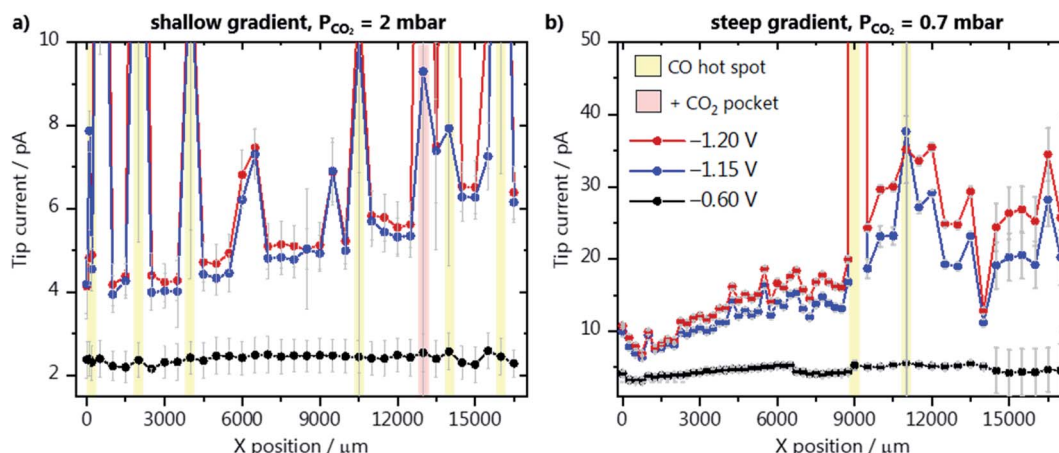 a) shallow gradient, P_CO₂ = 2 mbar
10
8
6
4
2
Tip current / pA
0 3000 6000 9000 12000 15000
X position / μm
b) steep gradient, P_CO₂ = 0.7 mbar
50
40
30
20
10
Tip current / pA
CO hot spot
+ CO₂ pocket
−1.20 V
−1.15 V
−0.60 V
0 3000 6000 9000 12000 15000
X position / μm